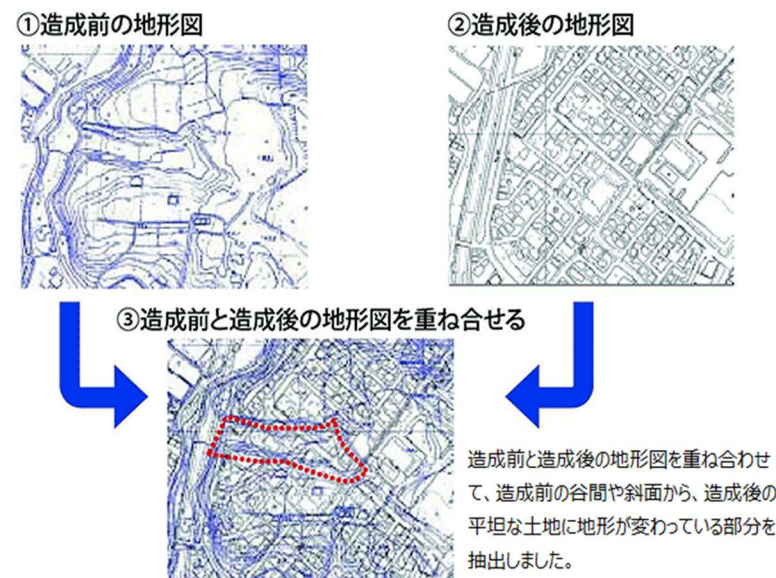 ①造成前の地形図
②造成後の地形図
③造成前と造成後の地形図を重ね合せる
造成前と造成後の地形図を重ね合わせ
て、造成前の谷間や斜面から、造成後の
平坦な土地に地形が変わっている部分を
抽出しました。